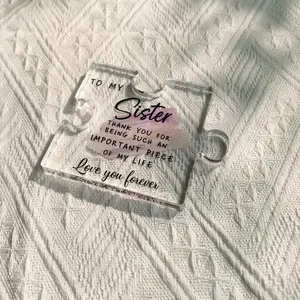 TO MY
Sister
THANK YOU FOR
BEING SUCH AN
IMPORTANT PIECE
OF MY LIFE
Love you forever